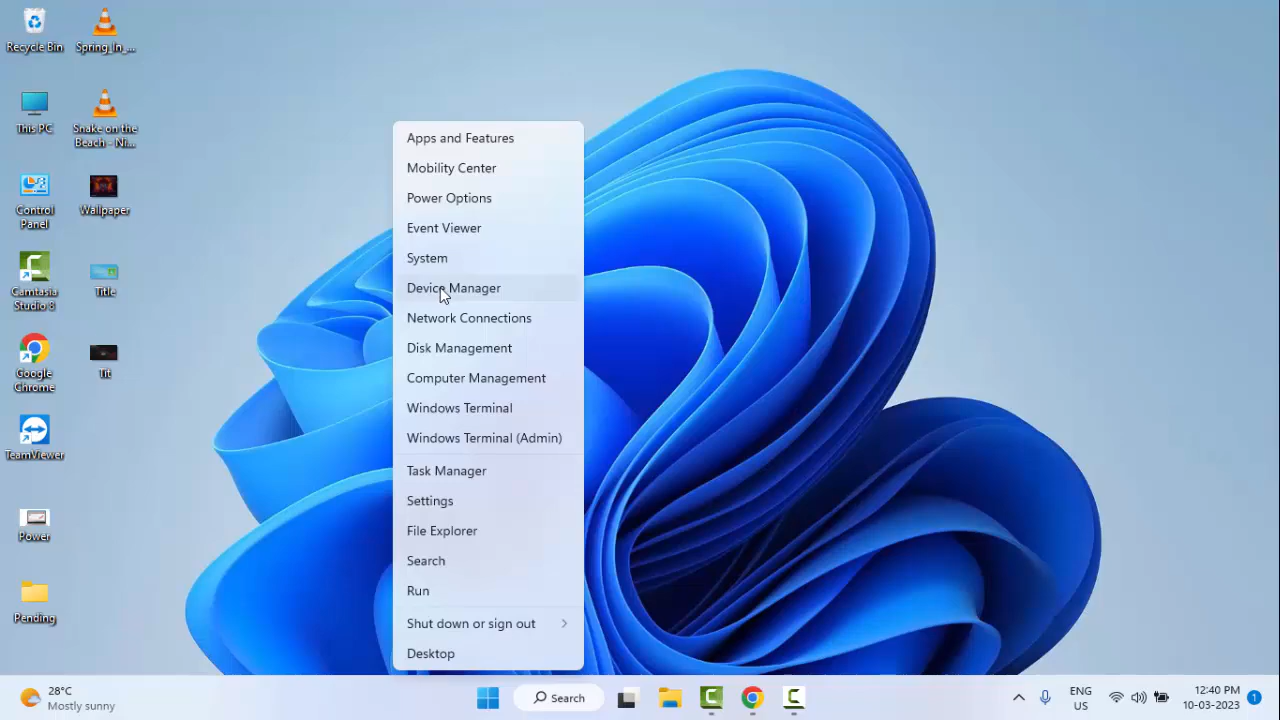 Recycle Bin
Spring_In_...
This PC
Snake on the
Beach - Ni...
Control
Panel
Wallpaper
Camtasia
Studio 8
Title
Google
Chrome
Tit
TeamViewer
Power
Pending
Apps and Features
Mobility Center
Power Options
Event Viewer
System
Device Manager
Network Connections
Disk Management
Computer Management
Windows Terminal
Windows Terminal (Admin)
Task Manager
Settings
File Explorer
Search
Run
Shut down or sign out
Desktop
28°C
Mostly sunny
Search
ENG
US
12:40 PM
10-03-2023
1